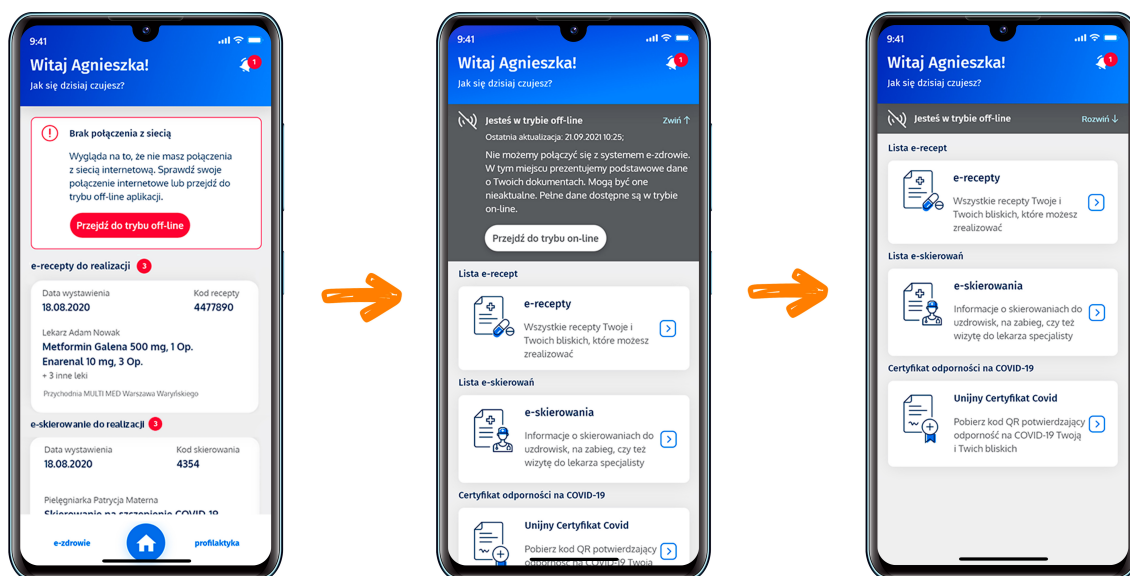 9:41
Witaj Agnieszka!
1
Jak się dzisiaj czujesz?
Brak połączenia z siecią
Wygląda na to, że nie masz połączenia
z siecią internetową. Sprawdź swoje
połączenie internetowe lub przejdź do
trybu off-line aplikacji.
Przejdź do trybu off-line
e-recepty do realizacji 3
Data wystawienia Kod recepty
18.08.2020 4477890
Lekarz Adam Nowak
Metformin Galena 500 mg, 1 Op.
Enarenal 10 mg, 3 Op.
+ 3 inne leki
Przychodnia MULTI MED Warszawa Waryńskiego
e-skierowanie do realizacji 3
Data wystawienia Kod skierowania
18.08.2020 4354
Pielęgniarka Patrycja Materna
Skierowanie na szczepienie COVID-19
e-zdrowie profilaktyka
9:41
Witaj Agnieszka!
1
Jak się dzisiaj czujesz?
Jesteś w trybie off-line Zwiń ↑
Ostatnia aktualizacja: 21.09.2021 10:25;
Nie możemy połączyć się z systemem e-zdrowie.
W tym miejscu prezentujemy podstawowe dane
o Twoich dokumentach. Mogą być one
nieaktualne. Pełne dane dostępne są w trybie
on-line.
Przejdź do trybu on-line
Lista e-recept
e-recepty
Wszystkie recepty Twoje i
Twoich bliskich, które możesz
zrealizować
Lista e-skierowań
e-skierowania
Informacje o skierowaniach do
uzdrowisk, na zabieg, czy też
wizytę do lekarza specjalisty
Certyfikat odporności na COVID-19
Unijny Certyfikat Covid
Pobierz kod QR potwierdzający
odporność na COVID-19 Twoją
9:41
Witaj Agnieszka!
1
Jak się dzisiaj czujesz?
Jesteś w trybie off-line Rozwiń ↓
Lista e-recept
e-recepty
Wszystkie recepty Twoje i
Twoich bliskich, które możesz
zrealizować
Lista e-skierowań
e-skierowania
Informacje o skierowaniach do
uzdrowisk, na zabieg, czy też
wizytę do lekarza specjalisty
Certyfikat odporności na COVID-19
Unijny Certyfikat Covid
Pobierz kod QR potwierdzający
odporność na COVID-19 Twoją
i Twich bliskich